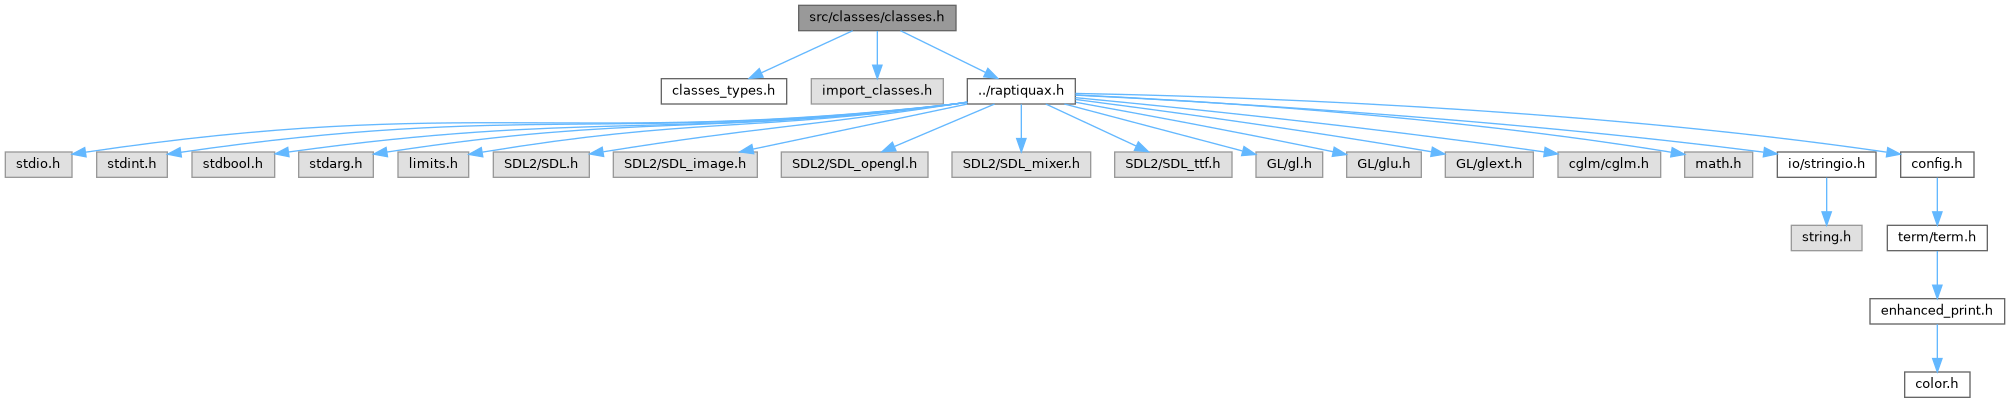 src/classes/classes.h
classes_types.h
import_classes.h
../raptiquax.h
stdio.h
stdint.h
stdbool.h
stdarg.h
limits.h
SDL2/SDL.h
SDL2/SDL_image.h
SDL2/SDL_opengl.h
SDL2/SDL_mixer.h
SDL2/SDL_ttf.h
GL/gl.h
GL/glu.h
GL/glext.h
cglm/cglm.h
math.h
io/stringio.h
config.h
string.h
term/term.h
enhanced_print.h
color.h